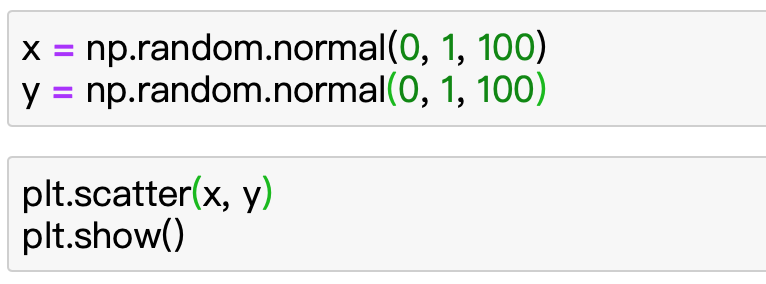 x = np.random.normal(0, 1, 100)
y = np.random.normal(0, 1, 100)
plt.scatter(x, y)
plt.show()